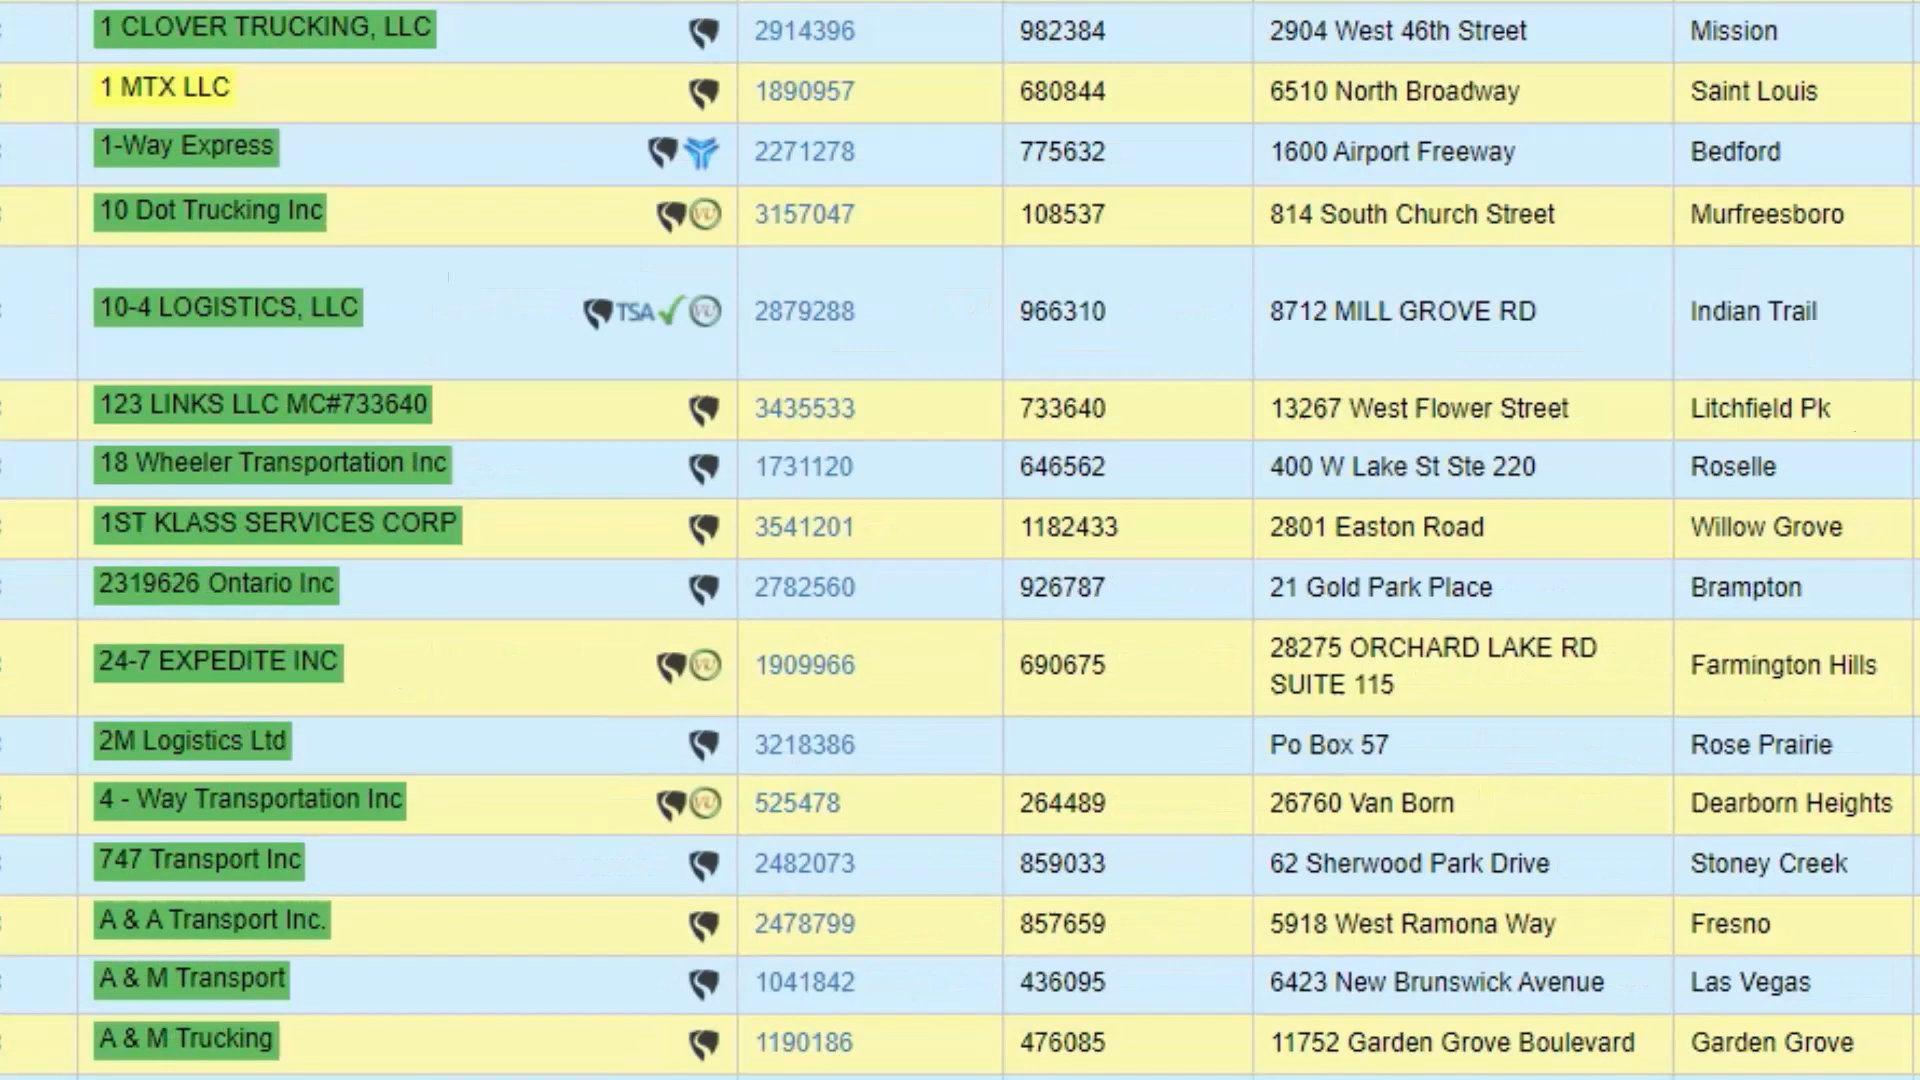 1 CLOVER TRUCKING, LLC 2914396 982384 2904 West 46th Street Mission
1 MTX LLC 1890957 680844 6510 North Broadway Saint Louis
1-Way Express 2271278 775632 1600 Airport Freeway Bedford
10 Dot Trucking Inc VU 3157047 108537 814 South Church Street Murfreesboro
10-4 LOGISTICS, LLC TSA VU 2879288 966310 8712 MILL GROVE RD Indian Trail
123 LINKS LLC MC#733640 3435533 733640 13267 West Flower Street Litchfield Pk
18 Wheeler Transportation Inc 1731120 646562 400 W Lake St Ste 220 Roselle
1ST KLASS SERVICES CORP 3541201 1182433 2801 Easton Road Willow Grove
2319626 Ontario Inc 2782560 926787 21 Gold Park Place Brampton
24-7 EXPEDITE INC VU 1909966 690675 28275 ORCHARD LAKE RD Farmington Hills
SUITE 115
2M Logistics Ltd 3218386 Po Box 57 Rose Prairie
4 - Way Transportation Inc VU 525478 264489 26760 Van Born Dearborn Heights
747 Transport Inc 2482073 859033 62 Sherwood Park Drive Stoney Creek
A & A Transport Inc. 2478799 857659 5918 West Ramona Way Fresno
A & M Transport 1041842 436095 6423 New Brunswick Avenue Las Vegas
A & M Trucking 1190186 476085 11752 Garden Grove Boulevard Garden Grove